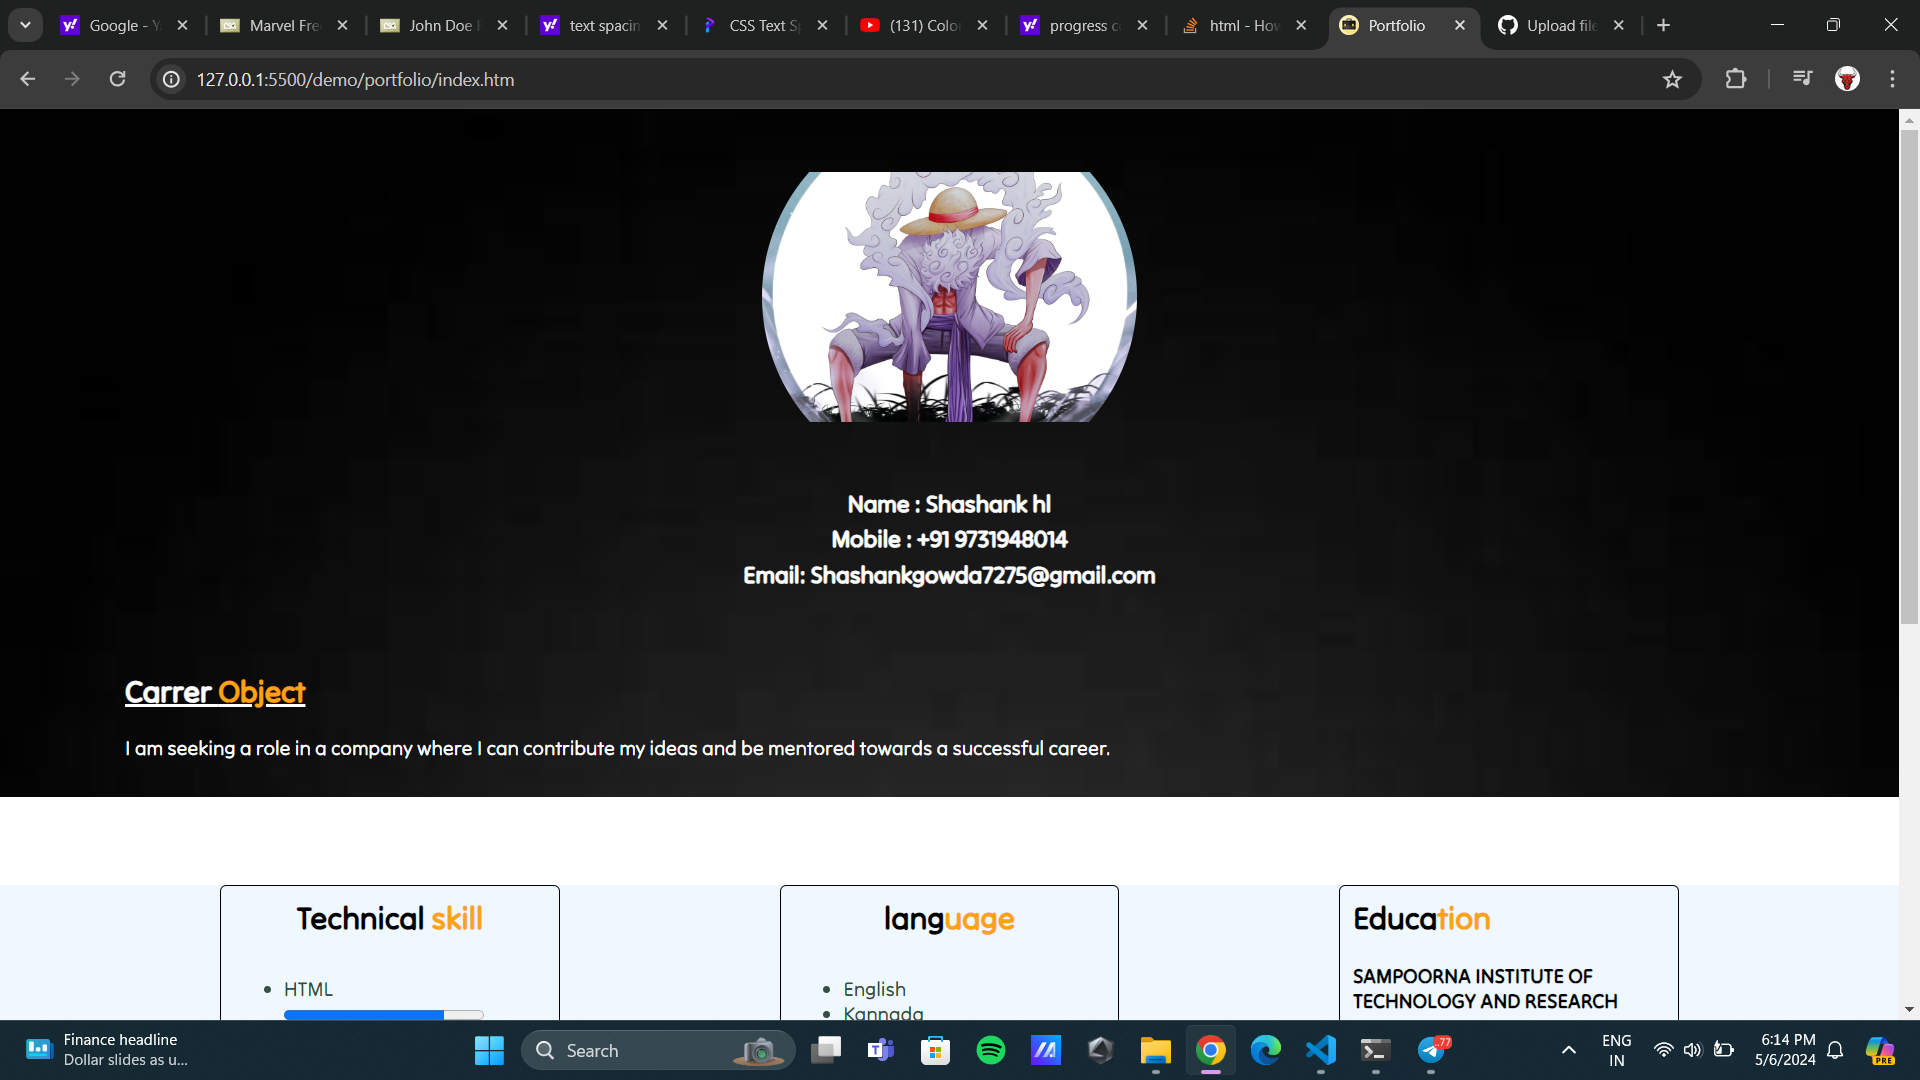 Google - Y
Marvel Fre
John Doe
text spacin
CSS Text S
(131) Colo
progress c
html - How
Portfolio
Upload file
127.0.0.1:5500/demo/portfolio/index.htm
Name : Shashank hl
Mobile : +91 9731948014
Email: Shashankgowda7275@gmail.com
Carrer Object
I am seeking a role in a company where I can contribute my ideas and be mentored towards a successful career.
Technical skill
HTML
language
English
Kannada
Education
SAMPOORNA INSTITUTE OF
TECHNOLOGY AND RESEARCH
Finance headline
Dollar slides as u...
Search
77
ENG
IN
6:14 PM
5/6/2024
PRE